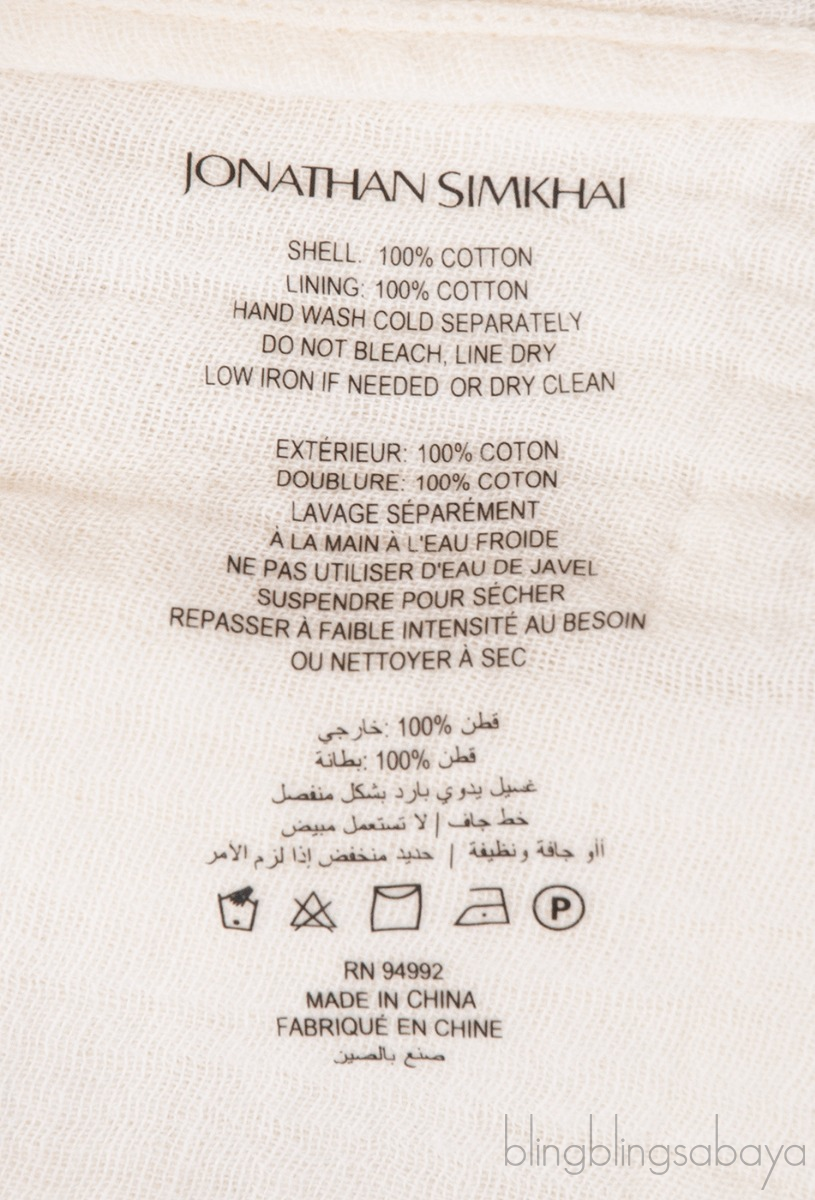 JONATHAN SIMKHAI
SHELL: 100% COTTON
LINING: 100% COTTON
HAND WASH COLD SEPARATELY
DO NOT BLEACH, LINE DRY
LOW IRON IF NEEDED OR DRY CLEAN
EXTÉRIEUR: 100% COTON
DOUBLURE: 100% COTON
LAVAGE SÉPARÉMENT
À LA MAIN À L'EAU FROIDE
NE PAS UTILISER D'EAU DE JAVEL
SUSPENDRE POUR SÉCHER
REPASSER À FAIBLE INTENSITÉ AU BESOIN
OU NETTOYER À SEC
قطن 100% :خارجي
قطن 100% :بطانة
غسيل يدوي بارد بشكل منفصل
خط جاف | لا تستعمل مبيض
أاو جافة ونظيفة | حديد منخفض إذا لزم الامر
P
RN 94992
MADE IN CHINA
FABRIQUÉ EN CHINE
صنع بالصين
blingblingsabaya